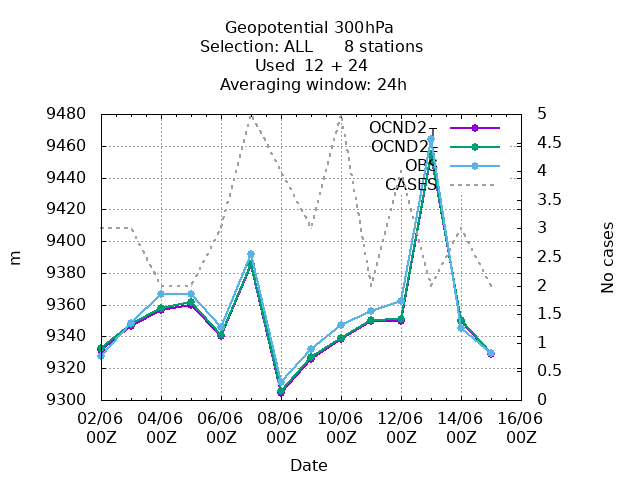 Geopotential 300hPa
Selection: ALL 8 stations
Used 12 + 24
Averaging window: 24h
9480
9460
9440
9420
9400
9380
9360
9340
9320
9300
m
5
4.5
4
3.5
3
2.5
2
1.5
1
0.5
0
No cases
OCND2
OCND2
OBS
CASES
02/06 04/06 06/06 08/06 10/06 12/06 14/06 16/06
00Z 00Z 00Z 00Z 00Z 00Z 00Z 00Z
Date